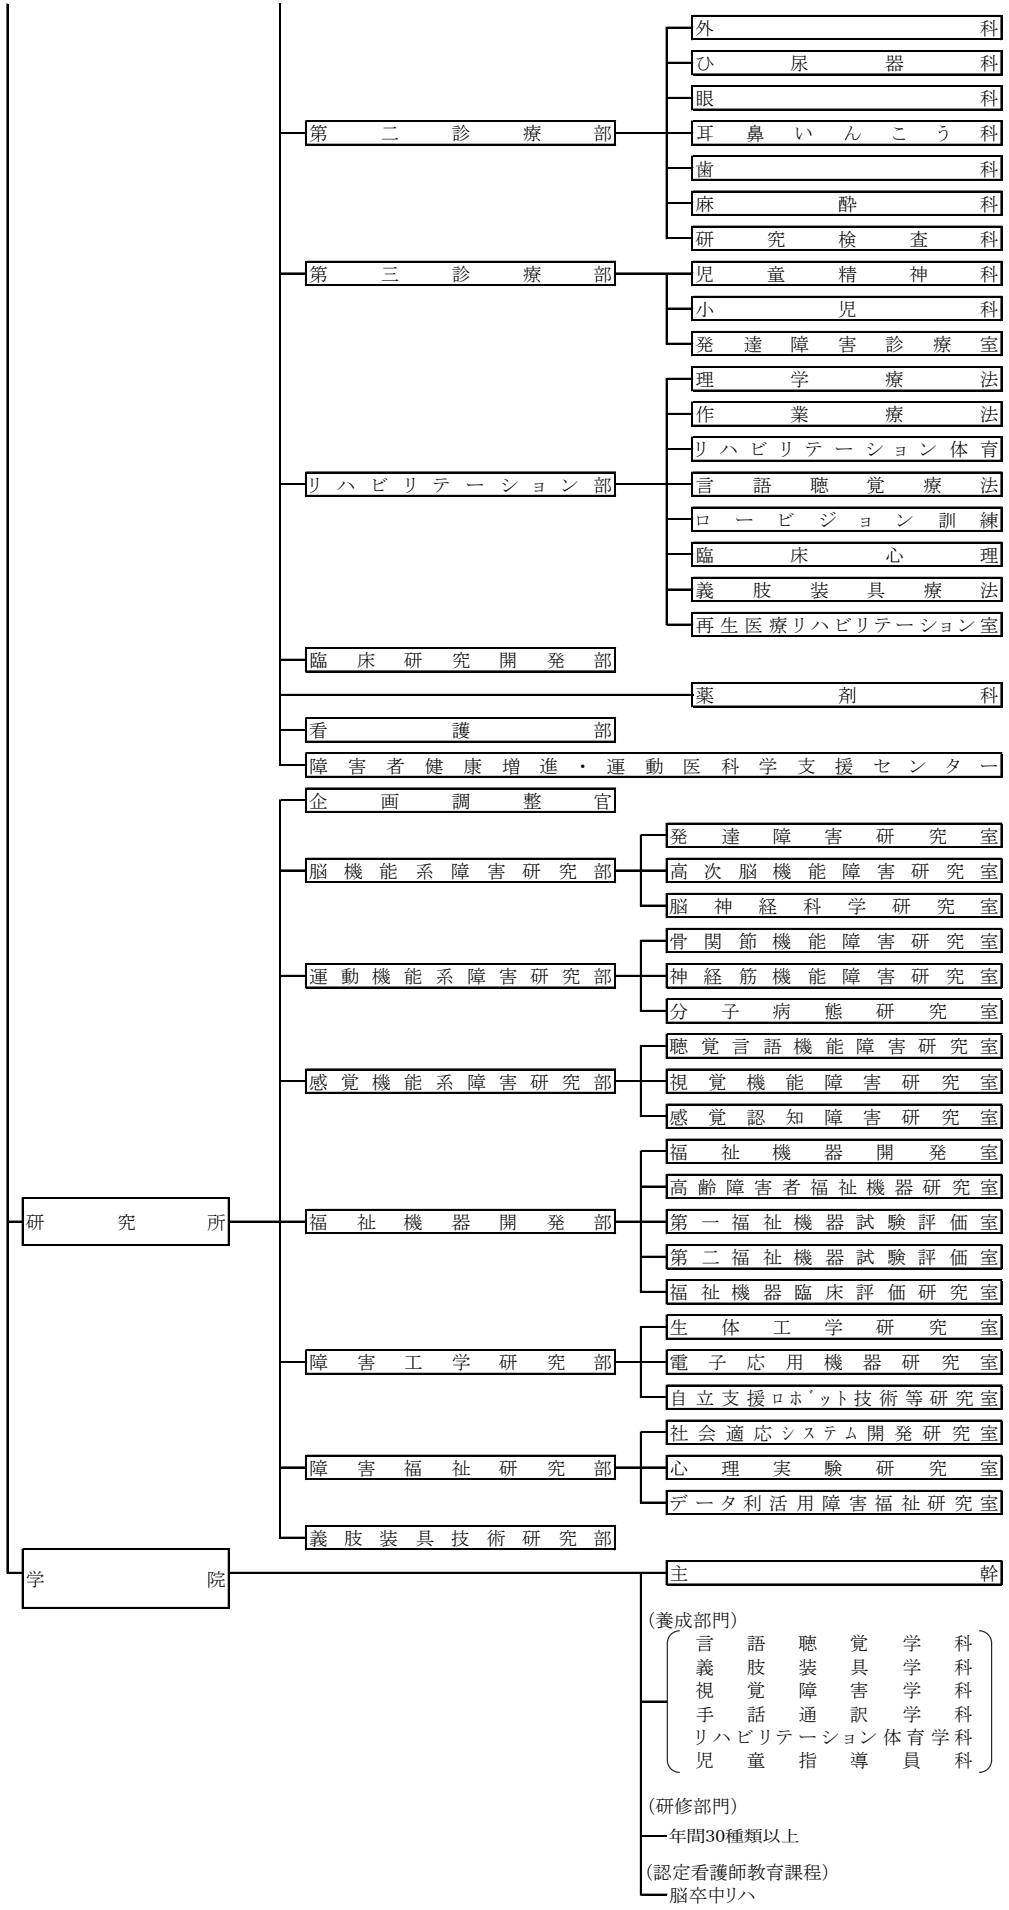 外科
ひ尿器科
眼科
第二診療部
耳鼻いんこう科
歯科
麻酔科
研究検査科
第三診療部
児童精神科
小児科
発達障害診療室
理学療法
作業療法
リハビリテーション体育
リハビリテーション部
言語聴覚療法
ロービジョン訓練
臨床心理
義肢装具療法
再生医療リハビリテーション室
臨床研究開発部
薬剤科
看護部
障害者健康増進・運動医科学支援センター
企画調整官
発達障害研究室
脳機能系障害研究部
高次脳機能障害研究室
脳神経科学研究室
骨関節機能障害研究室
運動機能系障害研究部
神経筋機能障害研究室
分子病態研究室
聴覚言語機能障害研究室
感覚機能系障害研究部
視覚機能障害研究室
感覚認知障害研究室
福祉機器開発室
高齢障害者福祉機器研究室
研究所
福祉機器開発部
第一福祉機器試験評価室
第二福祉機器試験評価室
福祉機器臨床評価研究室
生体工学研究室
障害工学研究部
電子応用機器研究室
自立支援ロボット技術等研究室
社会適応システム開発研究室
障害福祉研究部
心理実験研究室
データ利活用障害福祉研究室
義肢装具技術研究部
学院
主幹
(養成部門)
言語聴覚学科
義肢装具学科
視覚障害学科
手話通訳学科
リハビリテーション体育学科
児童指導員科
(研修部門)
年間30種類以上
(認定看護師教育課程)
脳卒中リハ